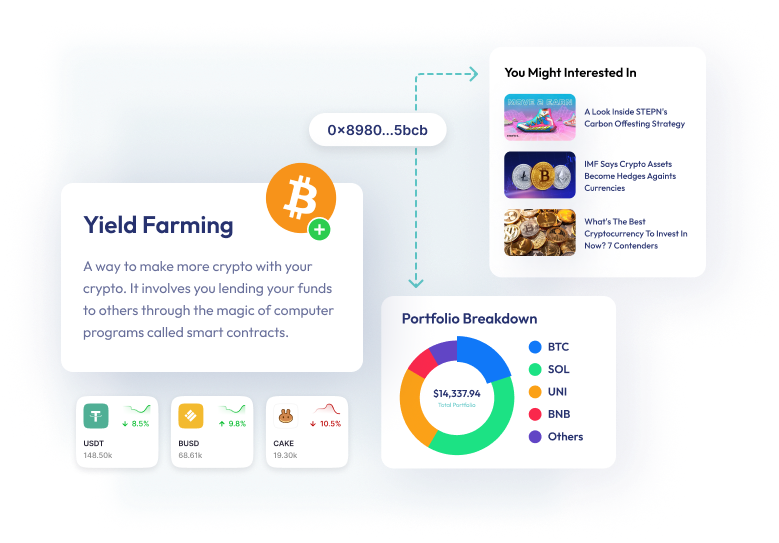 You Might Interested In
MOVE 2 EARN
A Look Inside STEPN's
Carbon Offesting Strategy
IMF Says Crypto Assets
Become Hedges Againts
Currencies
What's The Best
Cryptocurrency To Invest In
Now? 7 Contenders
0×8980...5bcb
Yield Farming
A way to make more crypto with your
crypto. It involves you lending your funds
to others through the magic of computer
programs called smart contracts.
8.5%
USDT
148.50k
9.8%
BUSD
68.61k
10.5%
CAKE
19.30k
Portfolio Breakdown
$14,337.94
Total Portfolio
BTC
SOL
UNI
BNB
Others